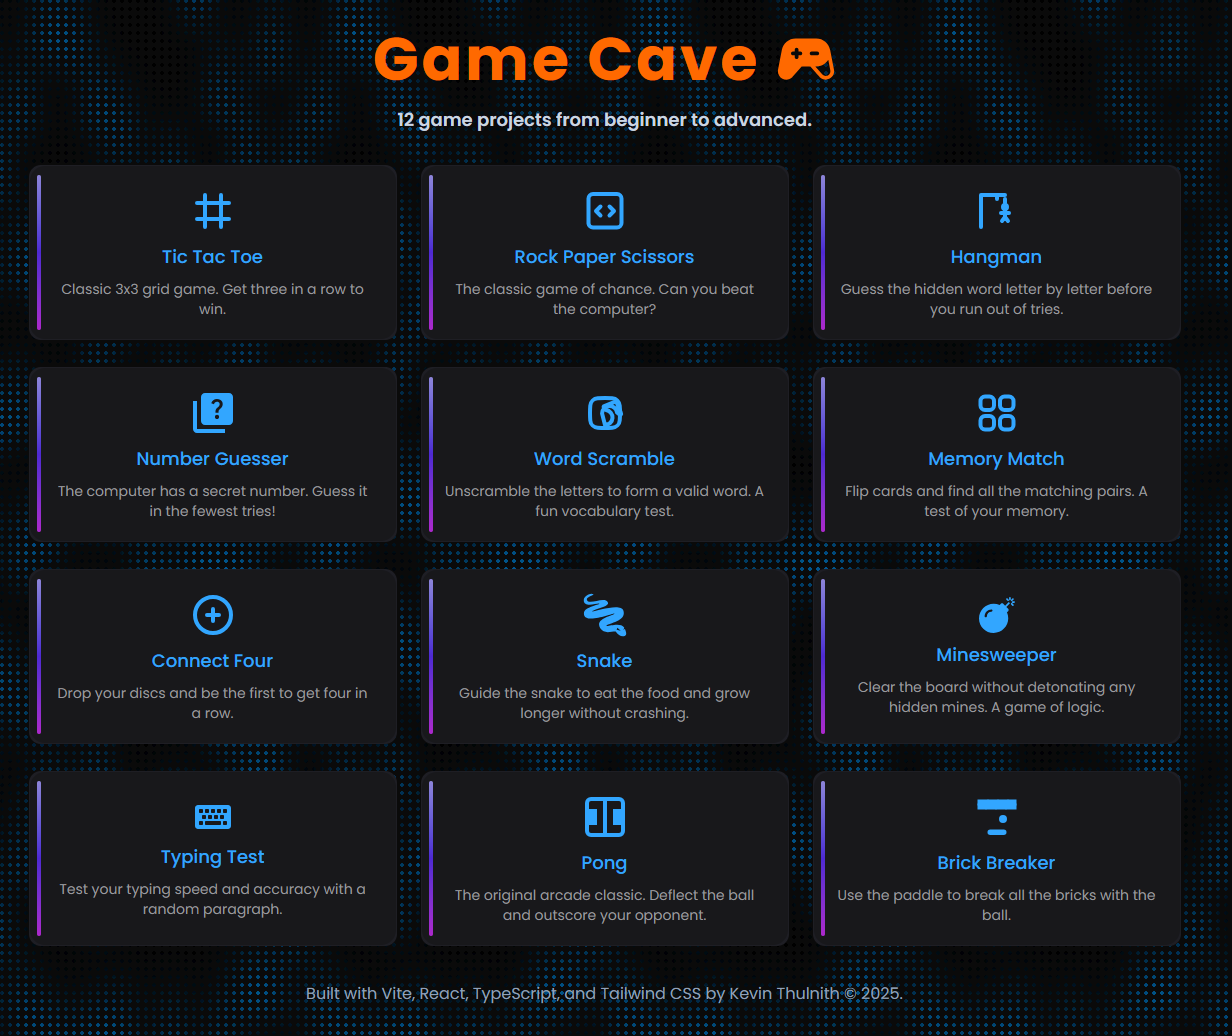 Game Cave
12 game projects from beginner to advanced.
Tic Tac Toe
Classic 3x3 grid game. Get three in a row to
win.
Rock Paper Scissors
The classic game of chance. Can you beat
the computer?
Hangman
Guess the hidden word letter by letter before
you run out of tries.
Number Guesser
The computer has a secret number. Guess it
in the fewest tries!
Word Scramble
Unscramble the letters to form a valid word. A
fun vocabulary test.
Memory Match
Flip cards and find all the matching pairs. A
test of your memory.
Connect Four
Drop your discs and be the first to get four in
a row.
Snake
Guide the snake to eat the food and grow
longer without crashing.
Minesweeper
Clear the board without detonating any
hidden mines. A game of logic.
Typing Test
Test your typing speed and accuracy with a
random paragraph.
Pong
The original arcade classic. Deflect the ball
and outscore your opponent.
Brick Breaker
Use the paddle to break all the bricks with the
ball.
Built with Vite, React, TypeScript, and Tailwind CSS by Kevin Thulnith © 2025.